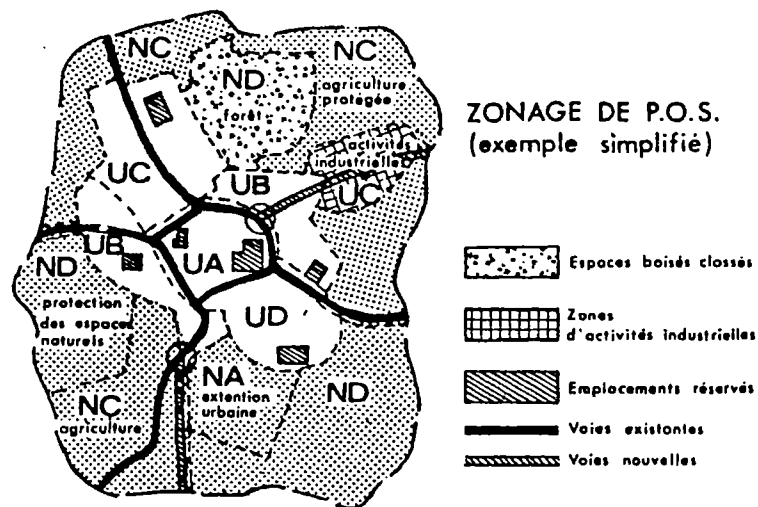 NC
NC
ND
forêt
agriculture
protégée
activités
industrielles
UC
UB
UC
UB
UA
ND
protection
des espaces
naturels
UD
NA
extention
urbaine
ND
NC
agriculture
ZONAGE DE P.O.S.
(exemple simplifié)
Espaces boisés classés
Zones
d'activités industrielles
Emplacements réservés
Voies existantes
Voies nouvelles